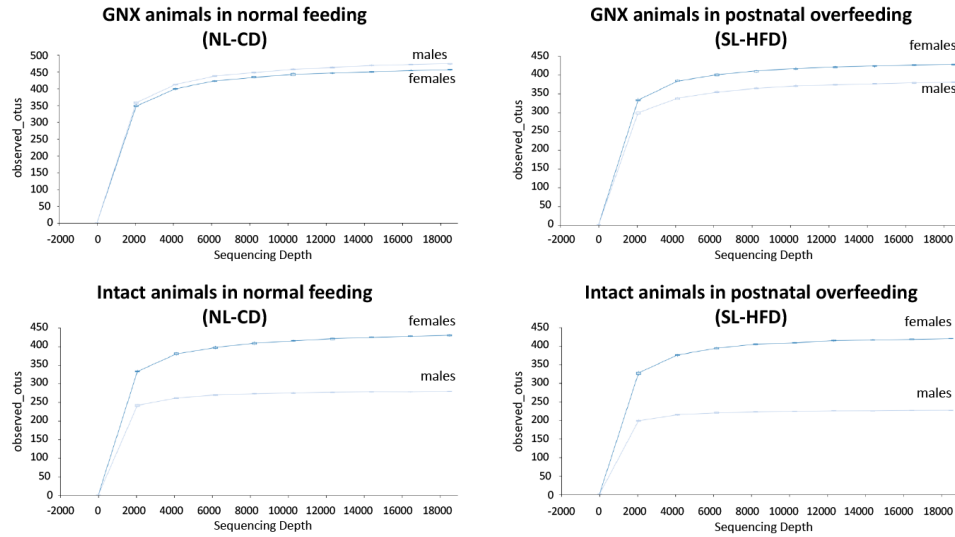 GNX animals in normal feeding
(NL-CD)
500
450
400
350
300
250
200
150
100
50
0
observed_otus
males
females
-2000 0 2000 4000 6000 8000 10000 12000 14000 16000 18000
Sequencing Depth
GNX animals in postnatal overfeeding
(SL-HFD)
450
400
350
300
250
200
150
100
50
0
observed_otus
females
males
-2000 0 2000 4000 6000 8000 10000 12000 14000 16000 18000
Sequencing Depth
Intact animals in normal feeding
(NL-CD)
450
400
350
300
250
200
150
100
50
0
observed_otus
females
males
-2000 0 2000 4000 6000 8000 10000 12000 14000 16000 18000
Sequencing Depth
Intact animals in postnatal overfeeding
(SL-HFD)
450
400
350
300
250
200
150
100
50
0
observed_otus
females
males
-2000 0 2000 4000 6000 8000 10000 12000 14000 16000 18000
Sequencing Depth